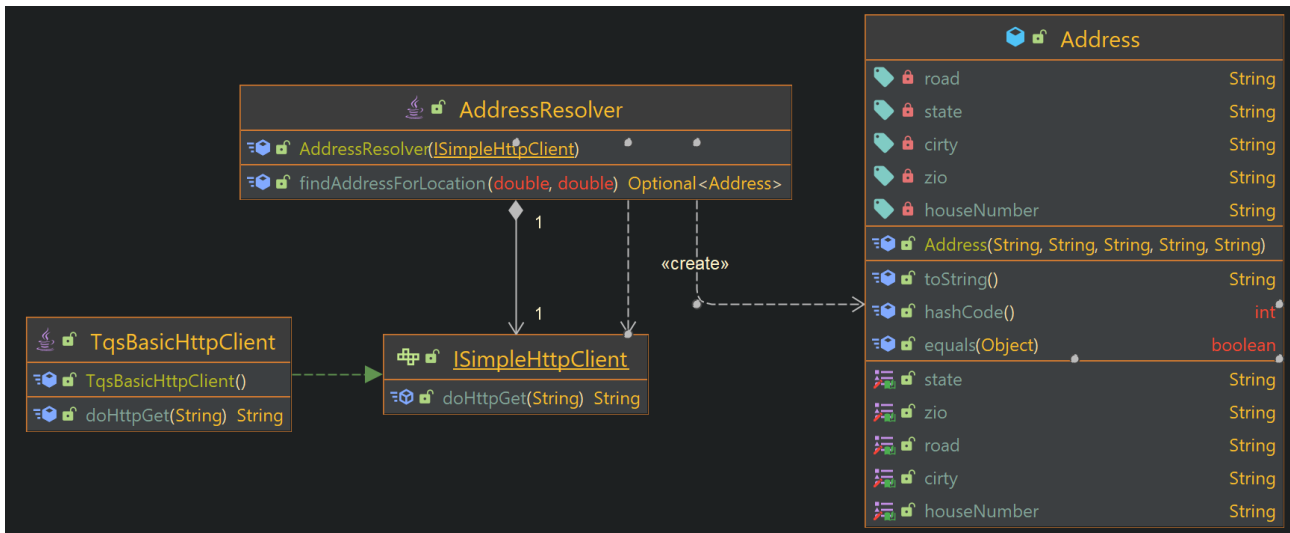 AddressResolver
AddressResolver(ISimpleHttpClient)
findAddressForLocation(double, double) Optional<Address>
1
«create»
1
TqsBasicHttpClient
TqsBasicHttpClient()
doHttpGet(String) String
ISimpleHttpClient
doHttpGet(String) String
Address
road String
state String
cirty String
zio String
houseNumber String
Address(String, String, String, String, String)
toString() String
hashCode() int
equals(Object) boolean
state String
zio String
road String
cirty String
houseNumber String